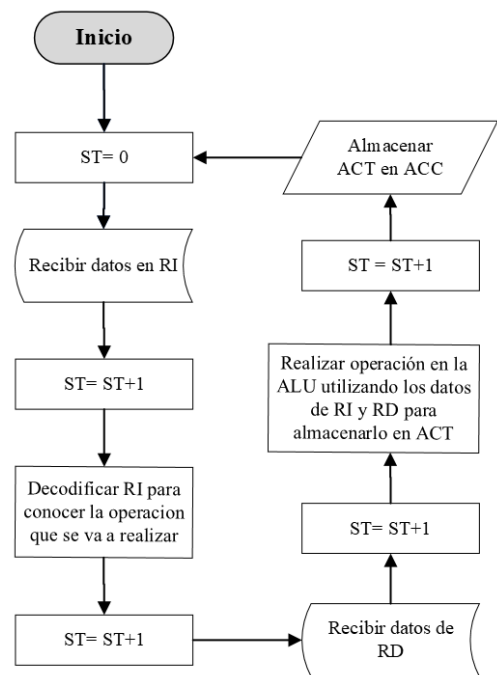 Inicio
ST= 0
Recibir datos en RI
ST= ST+1
Decodificar RI para
conocer la operacion
que se va a realizar
ST= ST+1
Recibir datos de
RD
ST= ST+1
Realizar operación en la
ALU utilizando los datos
de RI y RD para
almacenarlo en ACT
ST = ST+1
Almacenar
ACT en ACC